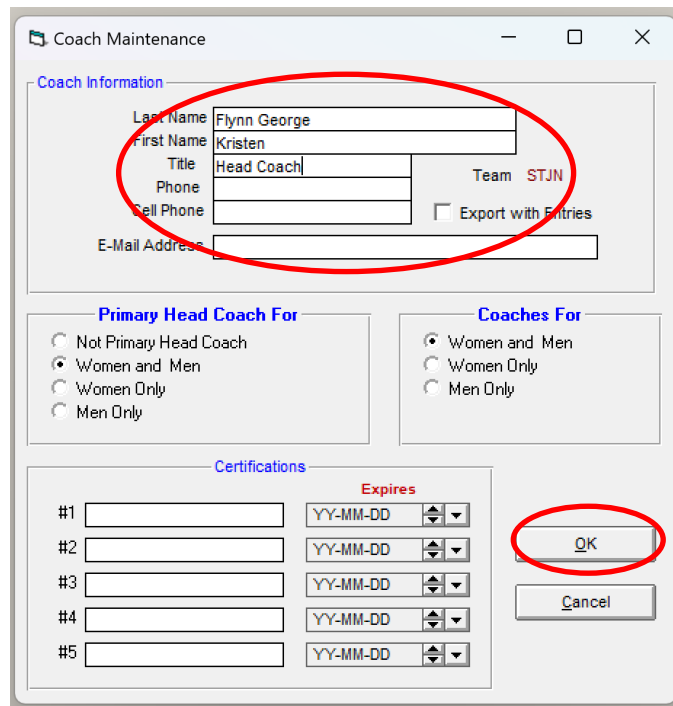 Coach Maintenance
Coach Information
Last Name Flynn George
First Name Kristen
Title Head Coach
Team STJN
Phone
Cell Phone
Export with Entries
E-Mail Address
Primary Head Coach For
Not Primary Head Coach
Women and Men
Women Only
Men Only
Coaches For
Women and Men
Women Only
Men Only
Certifications
Expires
#1 YY-MM-DD
#2 YY-MM-DD
#3 YY-MM-DD
#4 YY-MM-DD
#5 YY-MM-DD
OK
Cancel